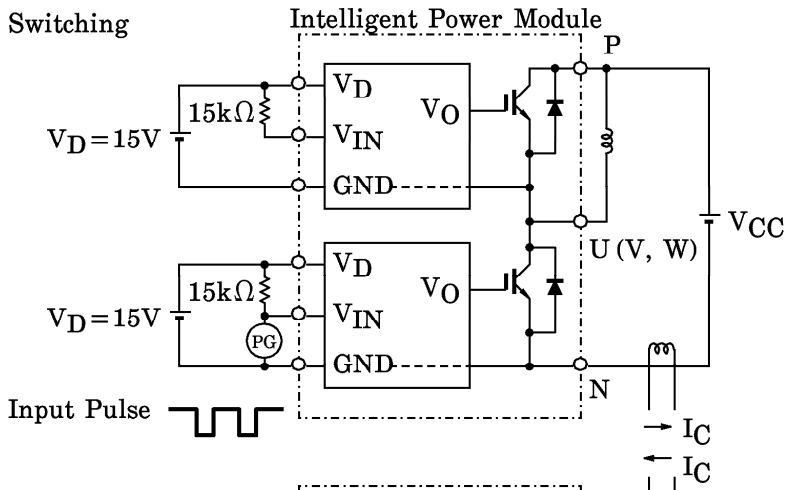 Switching
Intelligent Power Module
P
VD
15kΩ
VO
VD=15V
VIN
GND
VCC
U (V, W)
VD
15kΩ
VO
VD=15V
VIN
PG
GND
N
Input Pulse
IC
IC